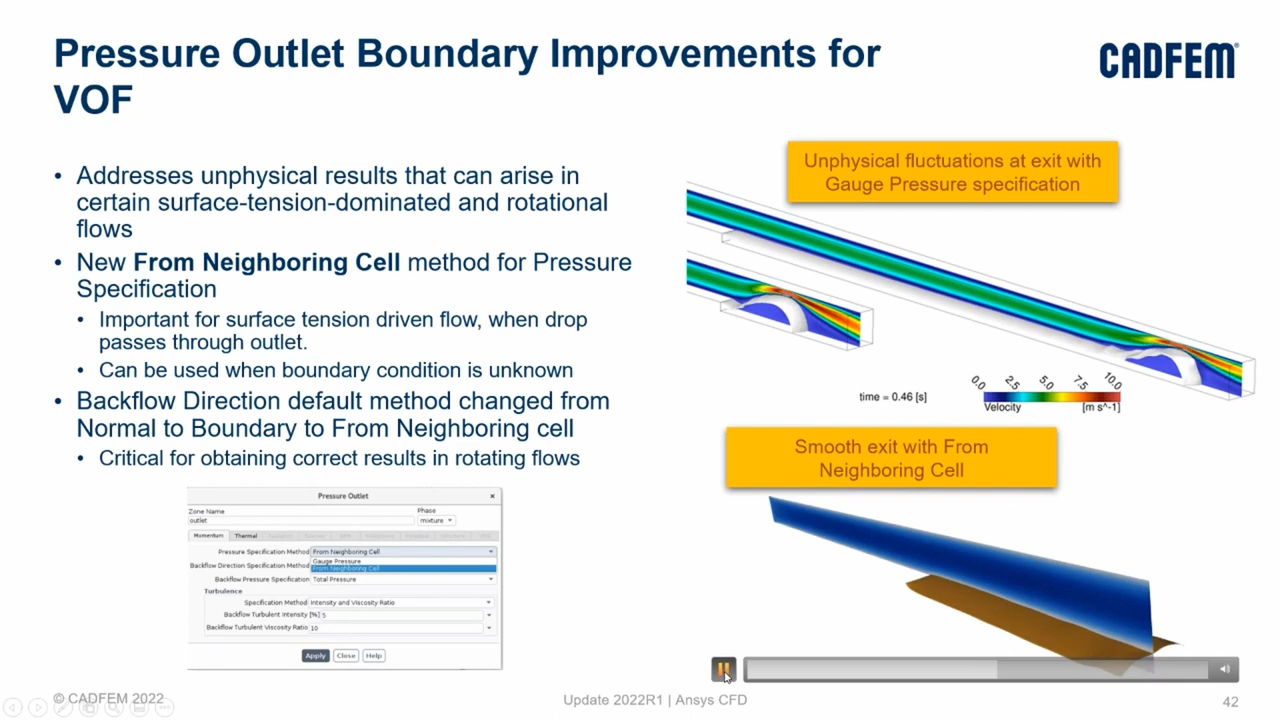 Pressure Outlet Boundary Improvements for
VOF
CADFEM
• Addresses unphysical results that can arise in
certain surface-tension-dominated and rotational
flows
• New From Neighboring Cell method for Pressure
Specification
• Important for surface tension driven flow, when drop
passes through outlet.
• Can be used when boundary condition is unknown
• Backflow Direction default method changed from
Normal to Boundary to From Neighboring cell
• Critical for obtaining correct results in rotating flows
Unphysical fluctuations at exit with
Gauge Pressure specification
0.0 2.5 5.0 7.5 10.0
time = 0.46 [s]
Velocity [m s^-1]
Smooth exit with From
Neighboring Cell
Pressure Outlet
Zone Name Phase
outlet mixture
Momentum Thermal
Pressure Specification Method From Neighboring Cell
Gauge Pressure
Backflow Direction Specification Method From Neighboring Cell
Backflow Pressure Specification Total Pressure
Turbulence
Specification Method Intensity and Viscosity Ratio
Backflow Turbulent Intensity [%] 5
Backflow Turbulent Viscosity Ratio 10
Apply Close Help
© CADFEM 2022
Update 2022R1 | Ansys CFD
42